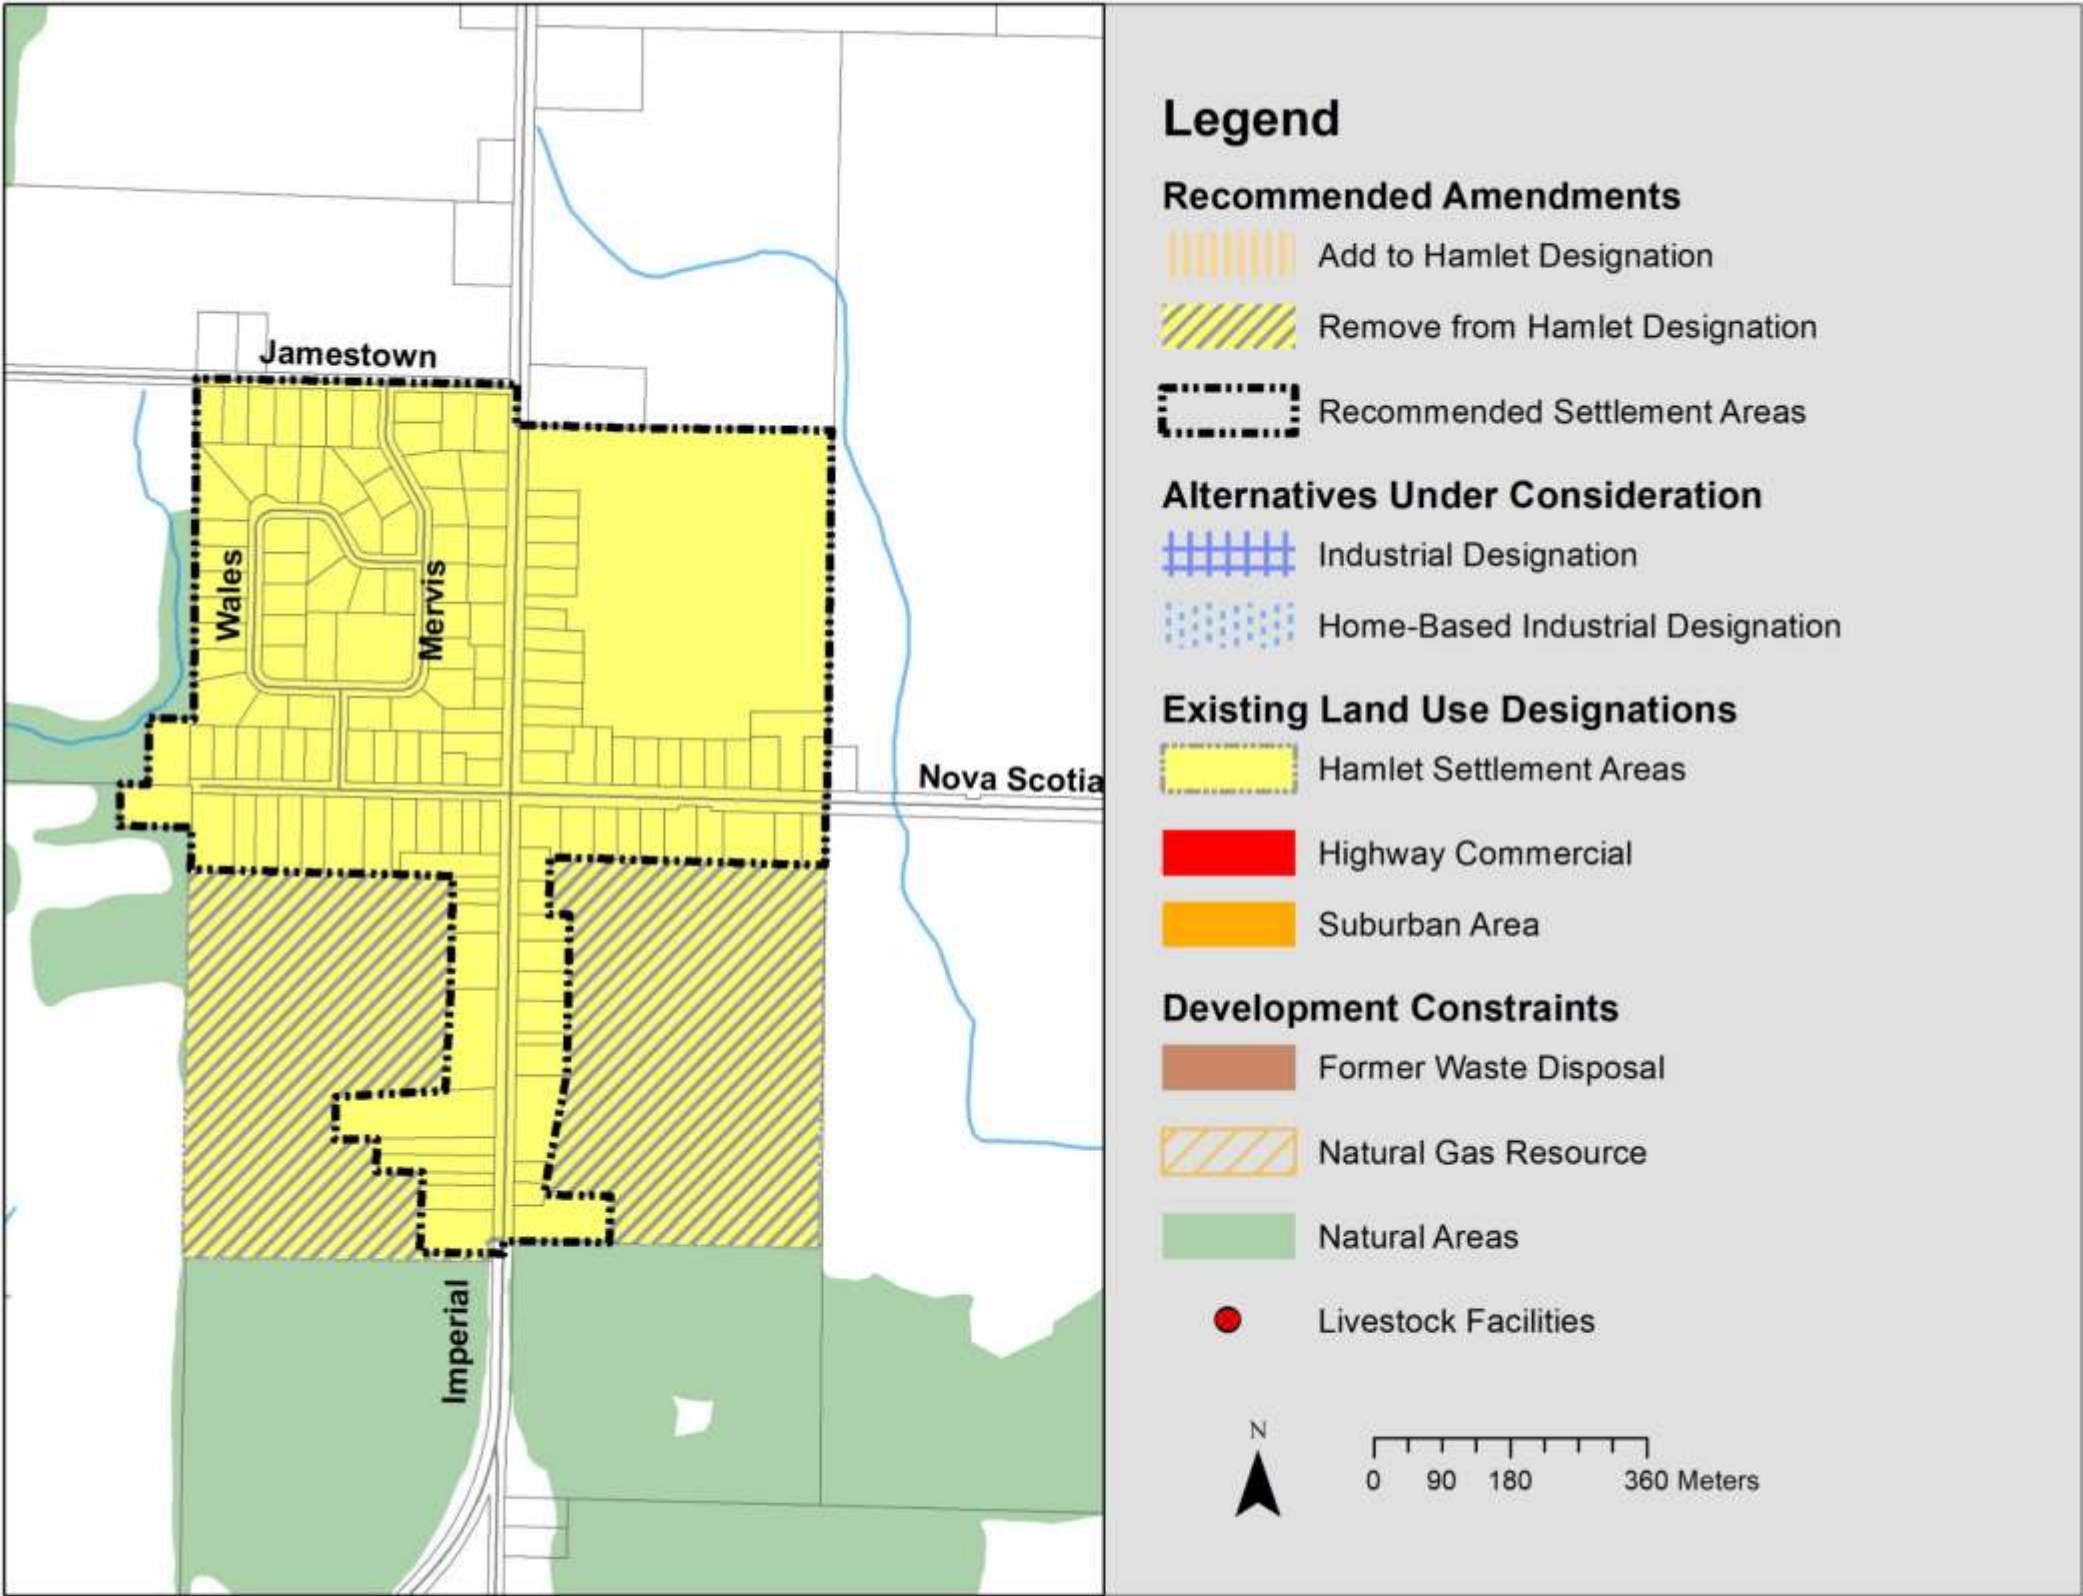 Jamestown
Wales
Mervis
Nova Scotia
Imperial
Legend
Recommended Amendments
Add to Hamlet Designation
Remove from Hamlet Designation
Recommended Settlement Areas
Alternatives Under Consideration
Industrial Designation
Home-Based Industrial Designation
Existing Land Use Designations
Hamlet Settlement Areas
Highway Commercial
Suburban Area
Development Constraints
Former Waste Disposal
Natural Gas Resource
Natural Areas
Livestock Facilities
N
0 90 180 360 Meters